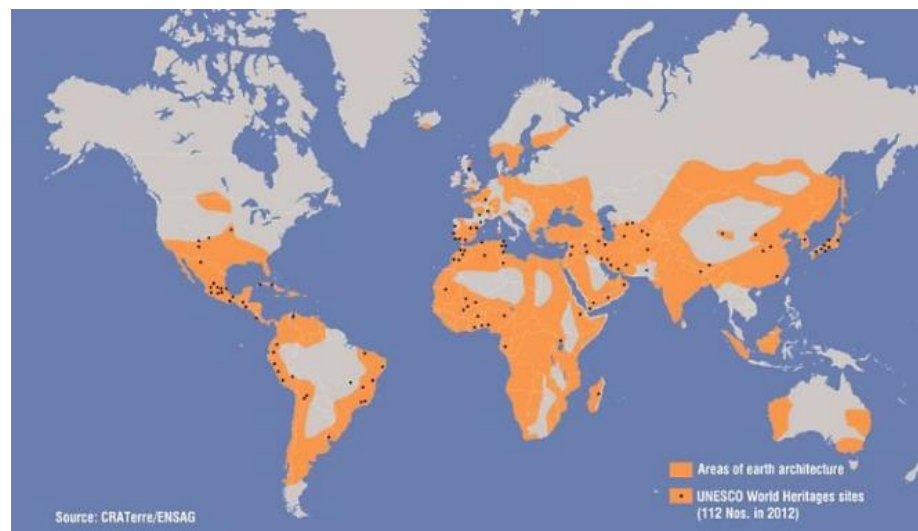 Areas of earth architecture
UNESCO World Heritages sites
(112 Nos. in 2012)
Source: CRATerre/ENSAG